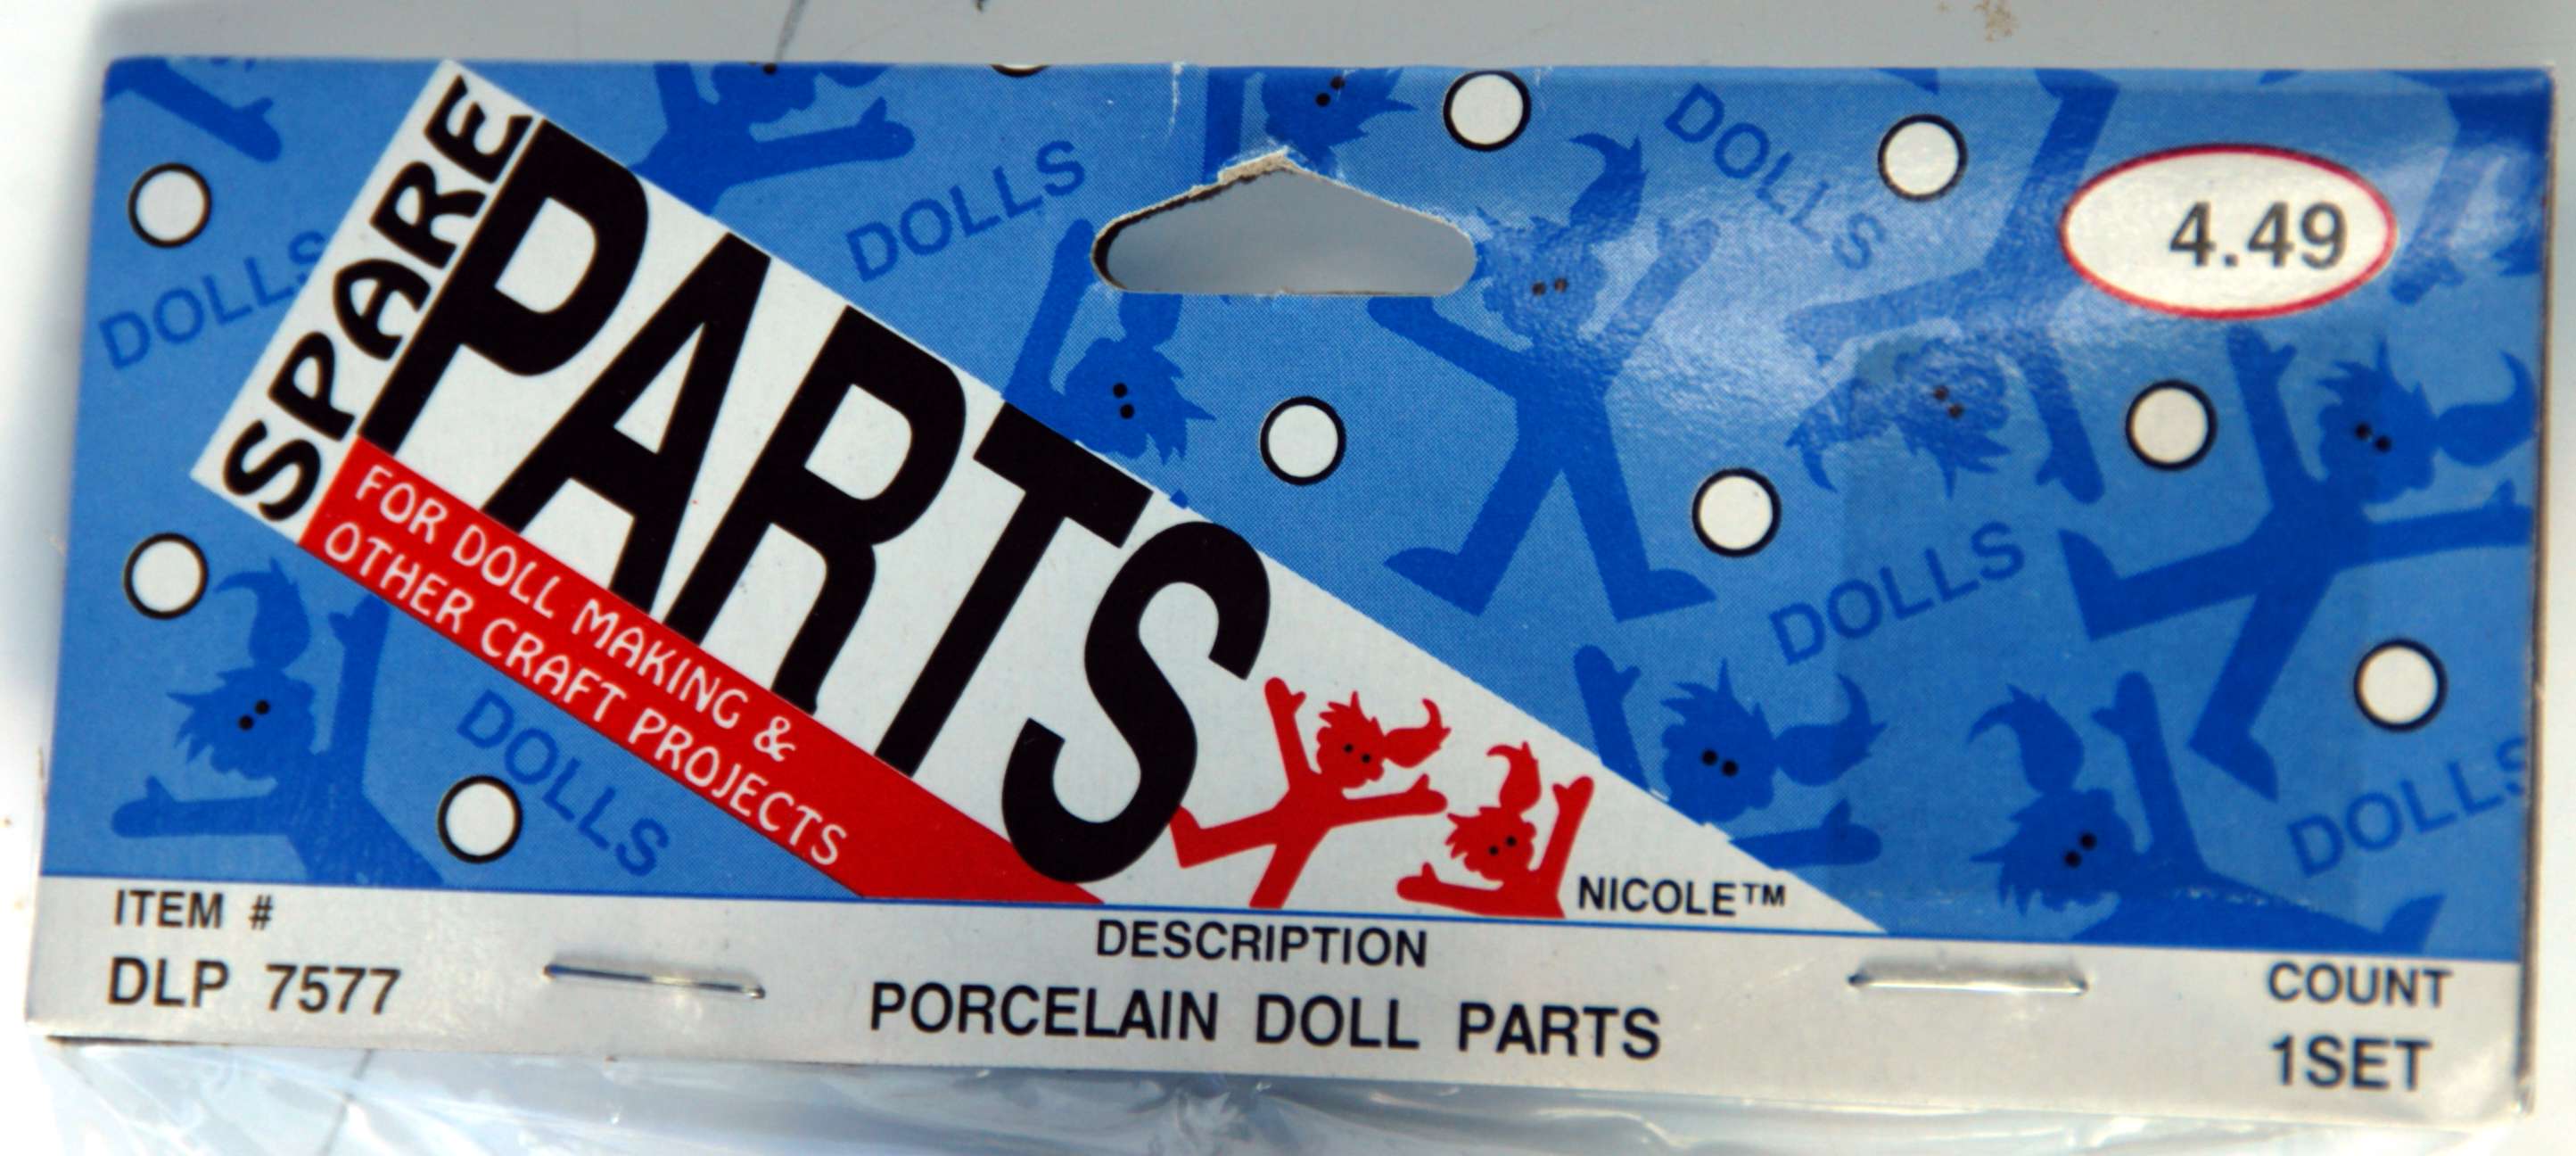 SPARE
PARTS
FOR DOLL MAKING &
OTHER CRAFT PROJECTS
NICOLE™
4.49
DOLLS
DOLLS
DOLLS
DOLLS
DOLLS
DOLLS
ITEM #
DLP 7577
DESCRIPTION
PORCELAIN DOLL PARTS
COUNT
1SET